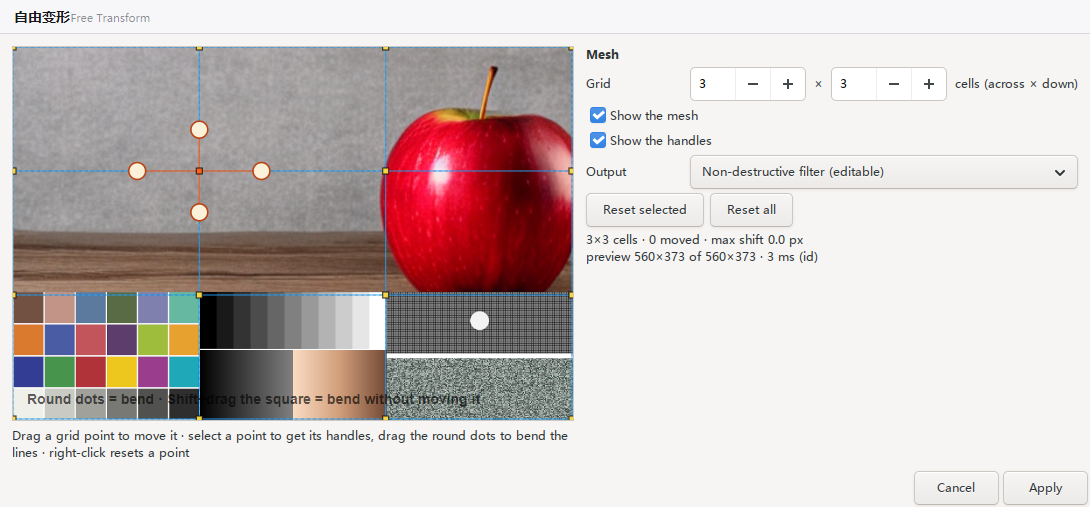 自由变形Free Transform
Mesh
Grid 3 − + × 3 − + cells (across × down)
Show the mesh
Show the handles
Output Non-destructive filter (editable)
Reset selected Reset all
3×3 cells · 0 moved · max shift 0.0 px
preview 560×373 of 560×373 · 3 ms (id)
Round dots = bend · Shift-drag the square = bend without moving it
Drag a grid point to move it · select a point to get its handles, drag the round dots to bend the
lines · right-click resets a point
Cancel Apply